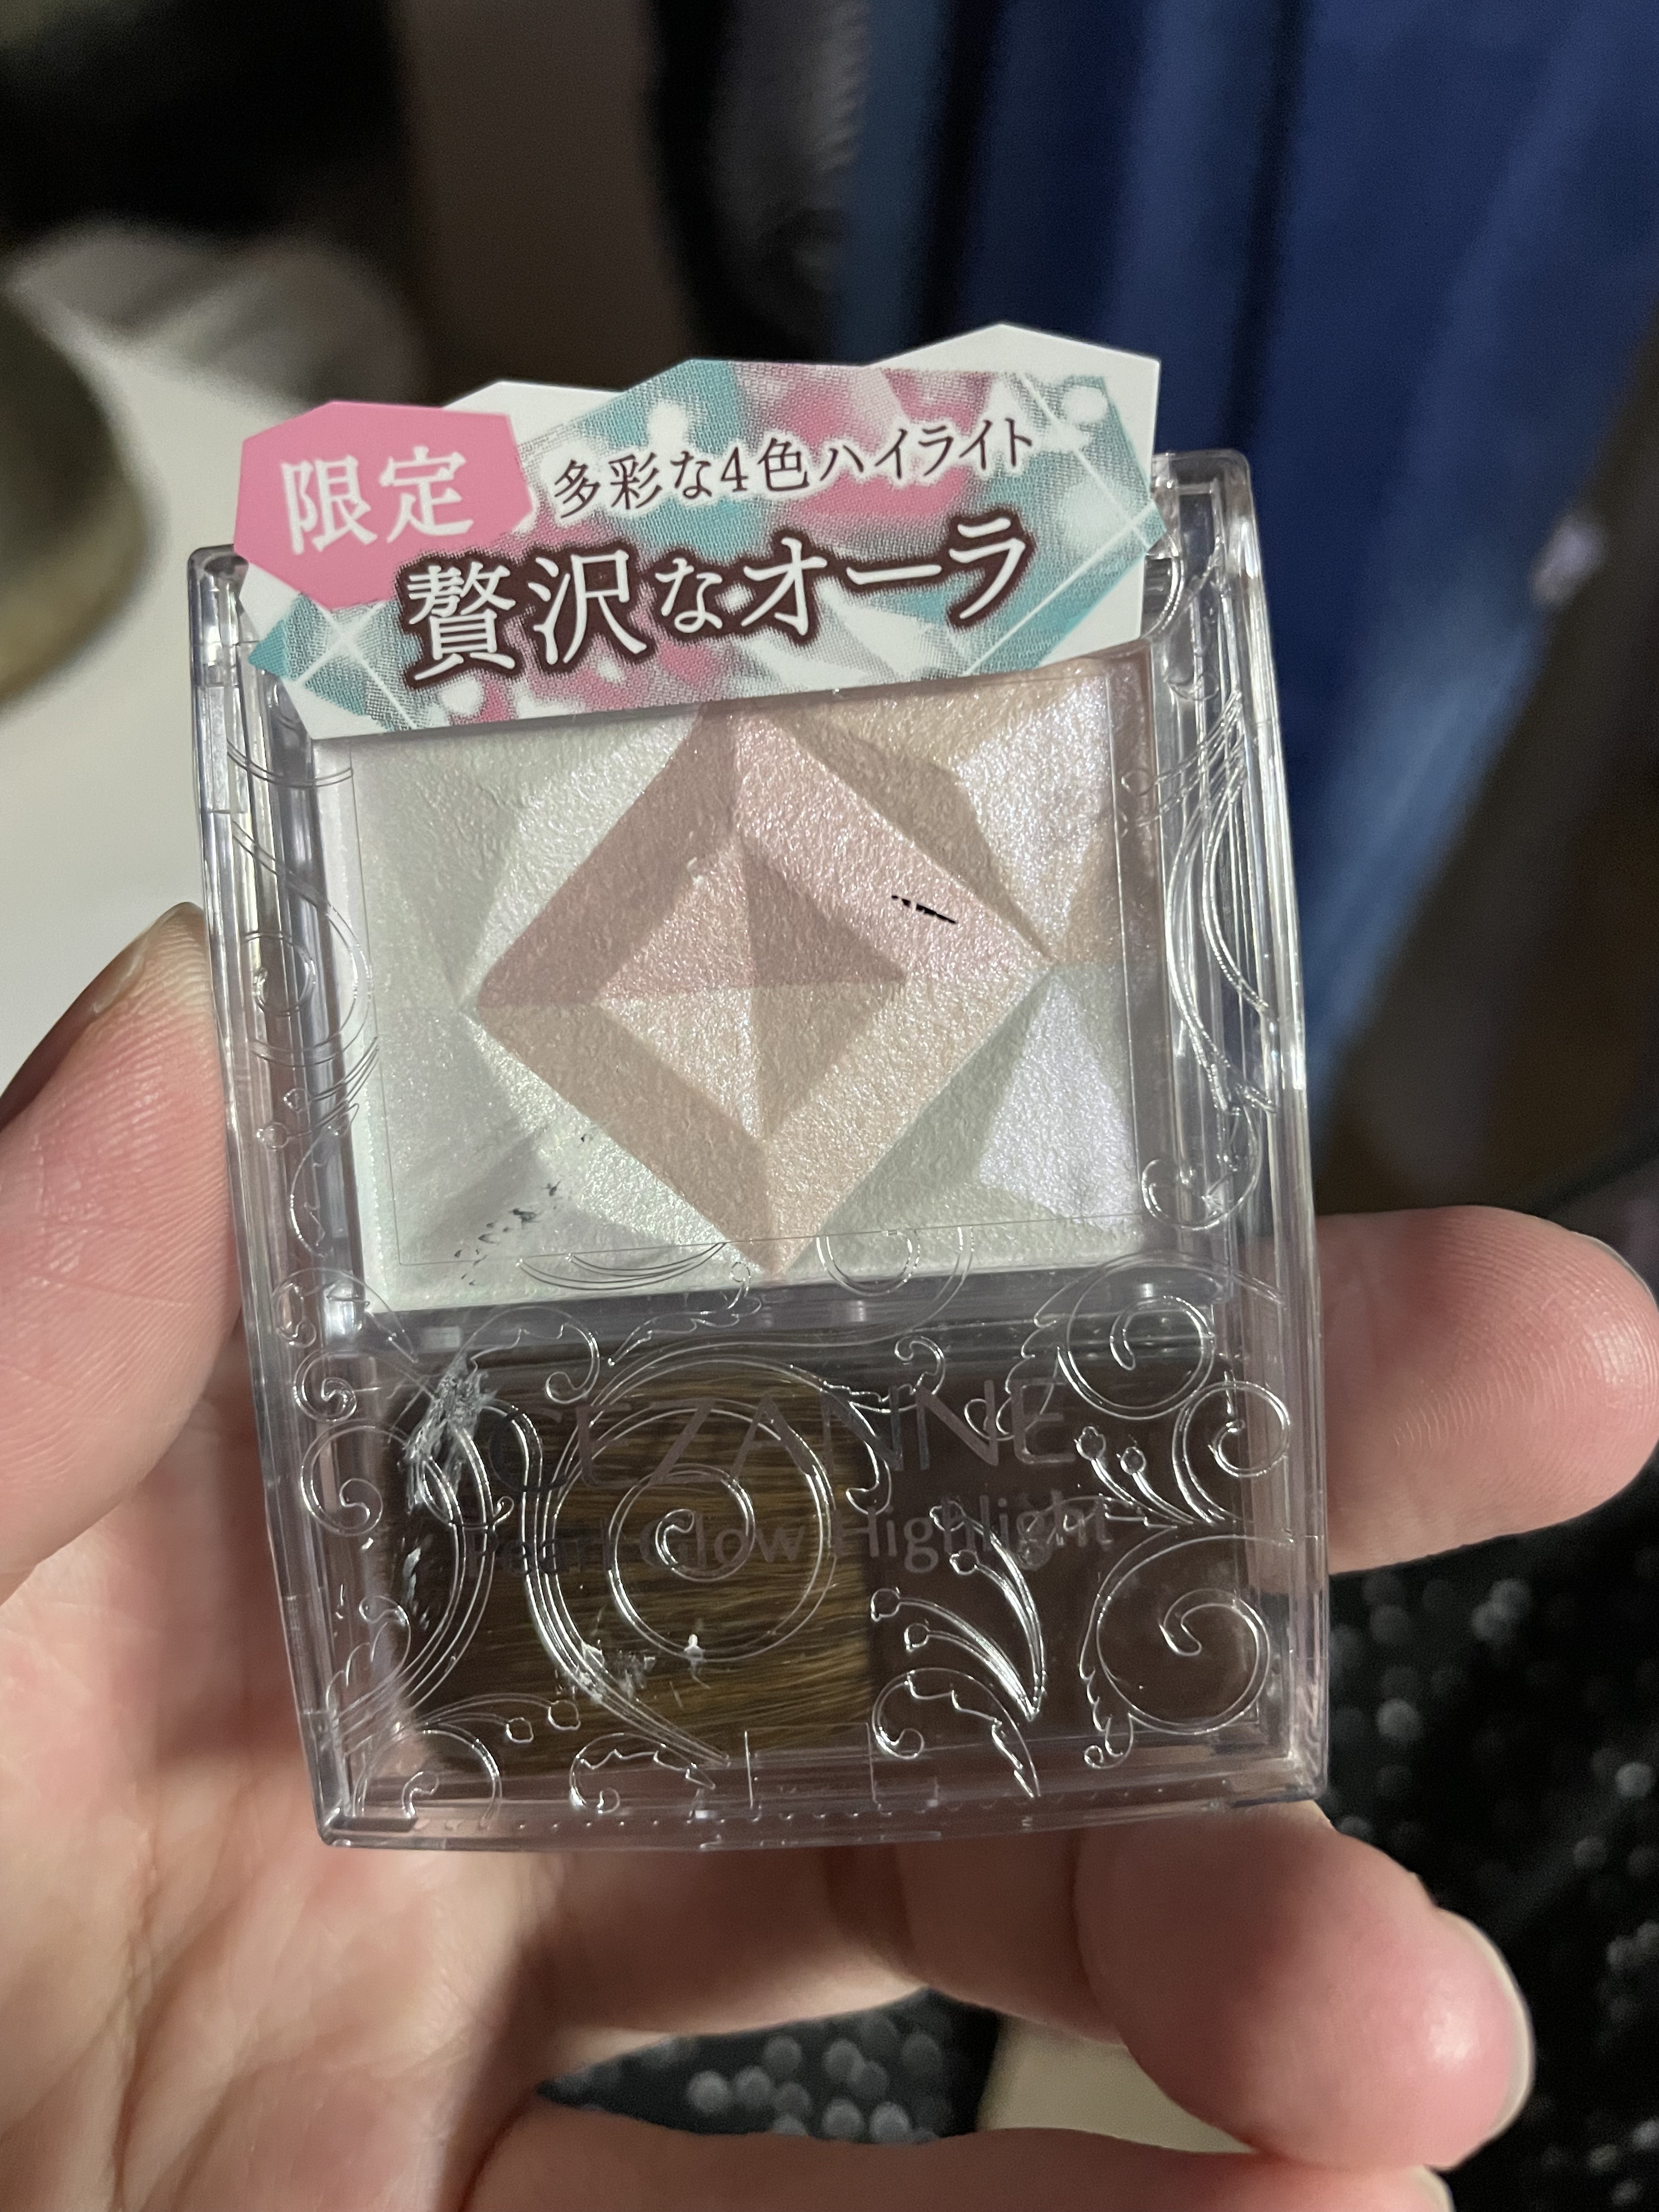 限定
多彩な4色ハイライト
贅沢なオーラ
CEZANNE
Pearl Glow Highlight